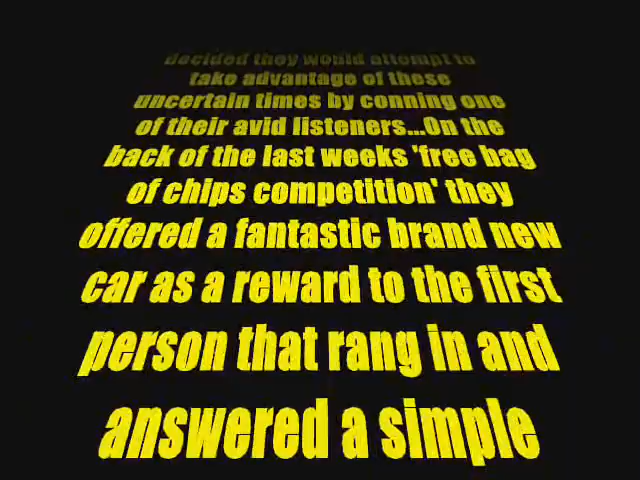 decided they would attempt to
take advantage of these
uncertain times by conning one
of their avid listeners...On the
back of the last weeks 'free bag
of chips competition' they
offered a fantastic brand new
car as a reward to the first
person that rang in and
answered a simple